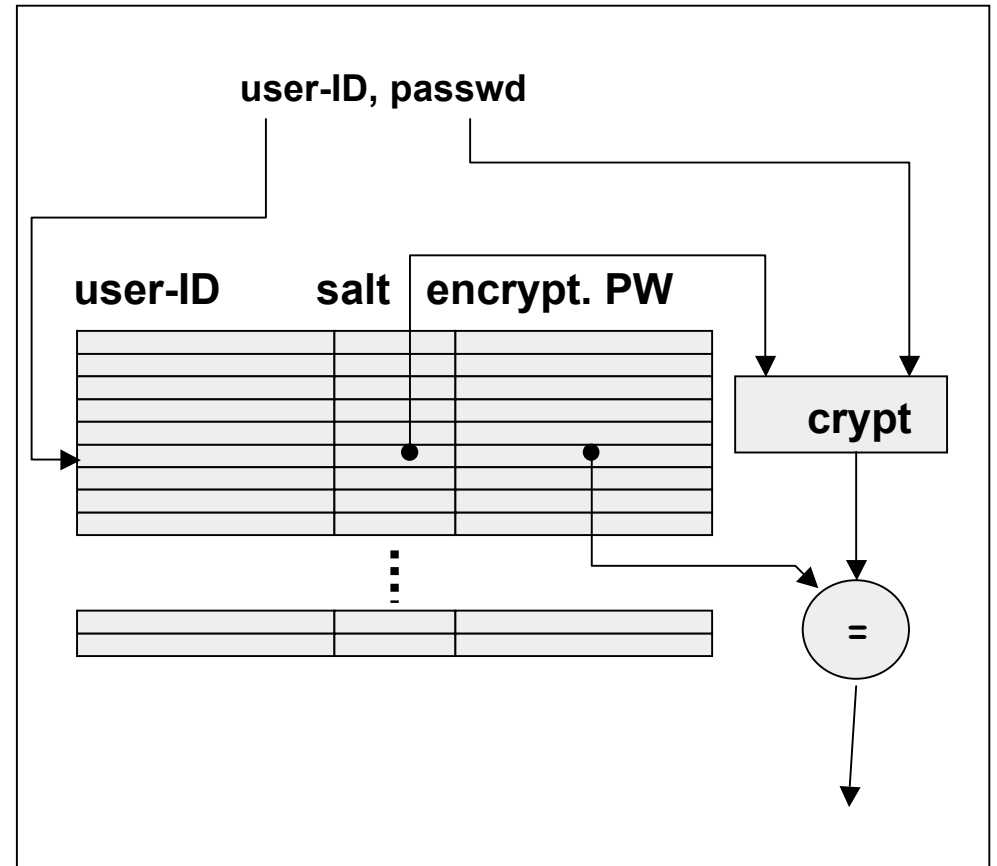 user-ID, passwd
user-ID salt encrypt. PW
crypt
=